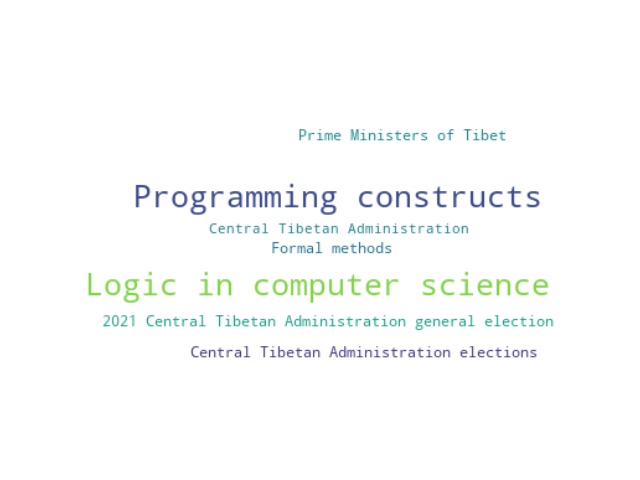 Prime Ministers of Tibet
Programming constructs
Central Tibetan Administration
Formal methods
Logic in computer science
2021 Central Tibetan Administration general election
Central Tibetan Administration elections